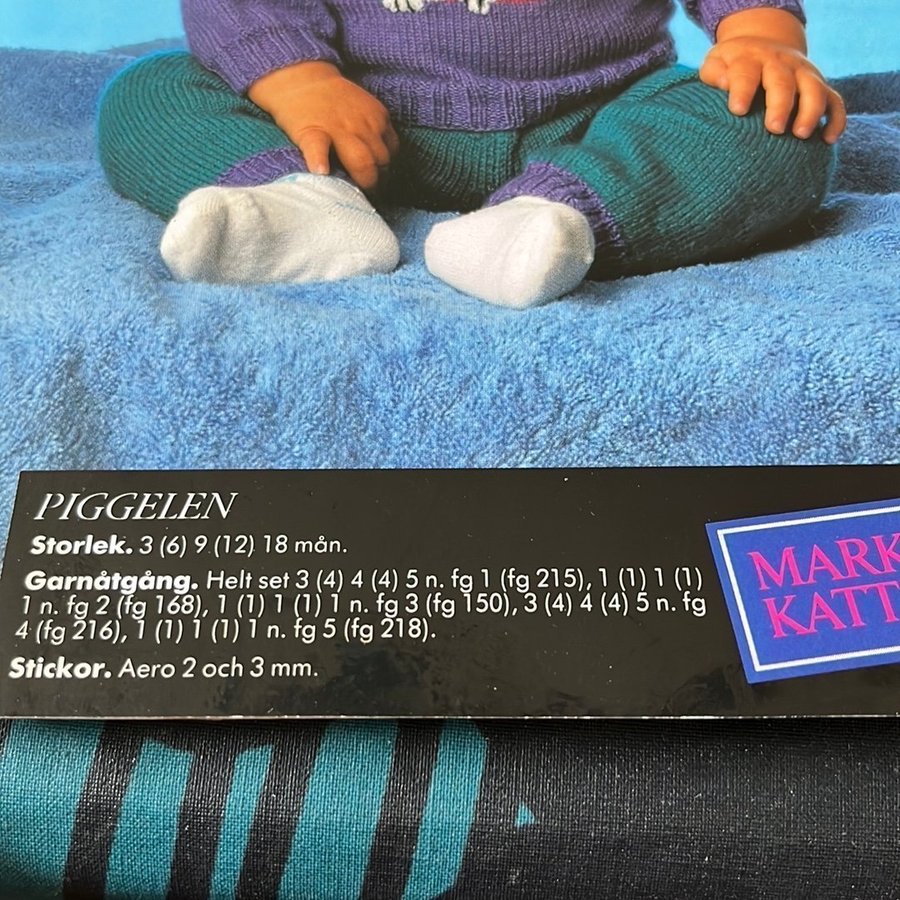 PIGGELEN
Storlek. 3 (6) 9 (12) 18 mån.
Garnåtgång. Helt set 3 (4) 4 (4) 5 n. fg 1 (fg 215), 1 (1) 1 (1)
1 n. fg 2 (fg 168), 1 (1) 1 (1) 1 n. fg 3 (fg 150), 3 (4) 4 (4) 5 n. fg
4 (fg 216), 1 (1) 1 (1) 1 n. fg 5 (fg 218).
Stickor. Aero 2 och 3 mm.
MARK
KATT